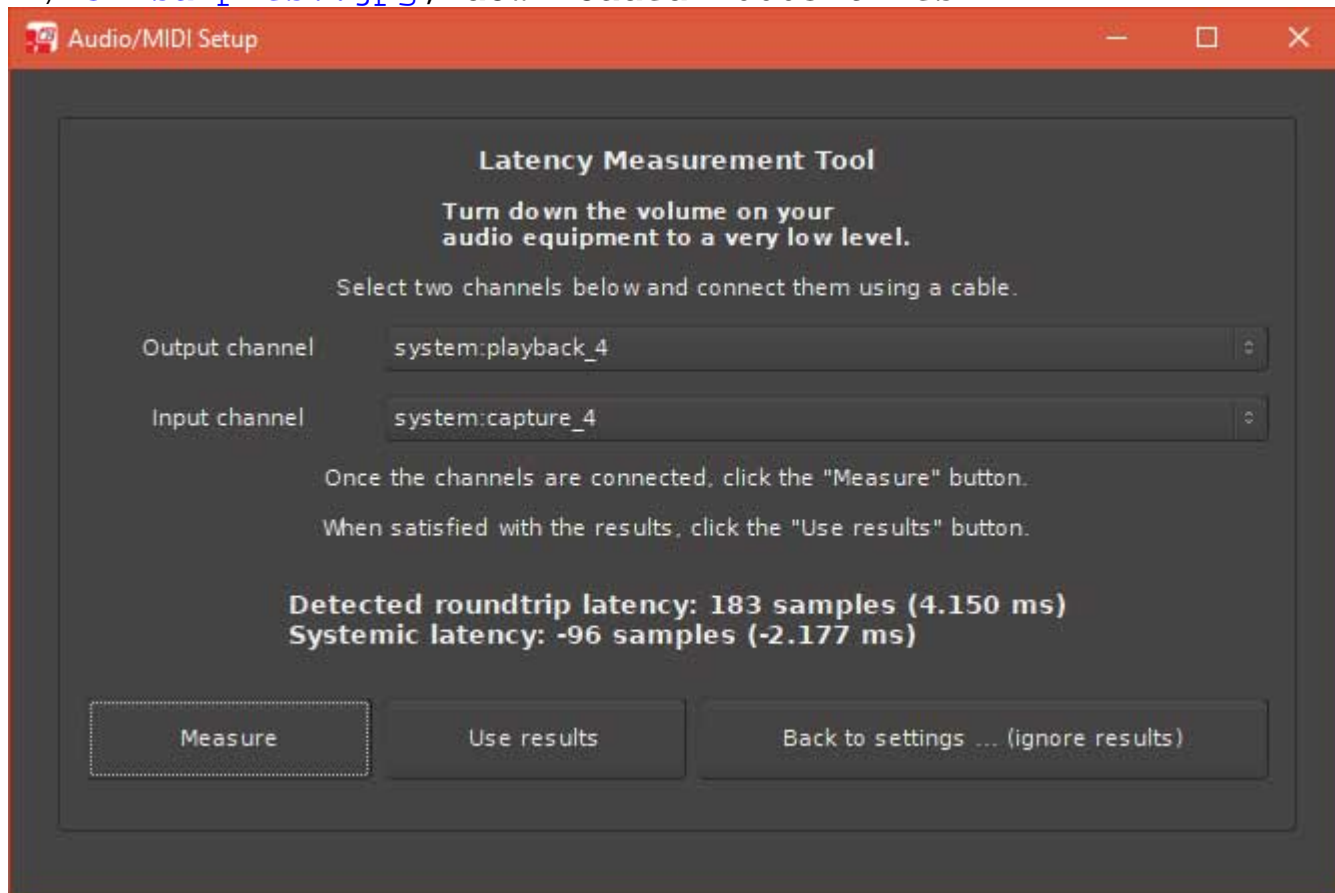 Audio/MIDI Setup
Latency Measurement Tool
Turn down the volume on your
audio equipment to a very low level.
Select two channels below and connect them using a cable.
Output channel system:playback_4
Input channel system:capture_4
Once the channels are connected, click the "Measure" button.
When satisfied with the results, click the "Use results" button.
Detected roundtrip latency: 183 samples (4.150 ms)
Systemic latency: -96 samples (-2.177 ms)
Measure Use results Back to settings ... (ignore results)